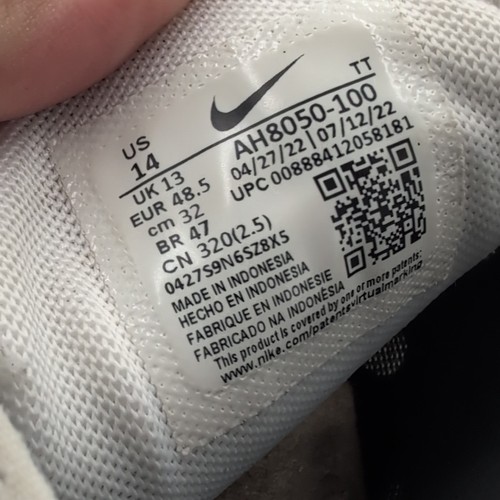 TT
US
14
AH8050-100
UK 13
04/27/22 | 07/12/22
EUR 48.5
UPC 00888412058181
cm 32
BR 47
CN 320(2.5)
0427S9N6SZ8X5
MADE IN INDONESIA
HECHO EN INDONESIA
FABRIQUE EN INDONESIE
FABRICADO NA INDONÉSIA
This product is covered by one or more patents:
www.nike.com/patentsvirtualmarking